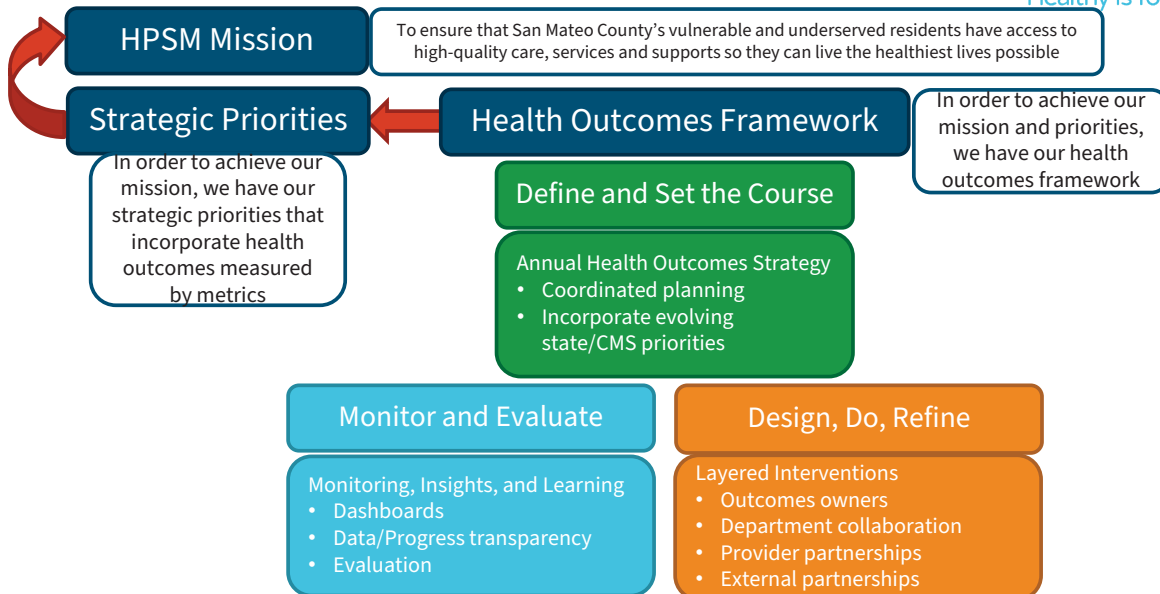 Healthy is fo
HPSM Mission
To ensure that San Mateo County's vulnerable and underserved residents have access to
high-quality care, services and supports so they can live the healthiest lives possible
Strategic Priorities
Health Outcomes Framework
In order to achieve our
mission and priorities,
we have our health
outcomes framework
In order to achieve our
mission, we have our
strategic priorities that
incorporate health
outcomes measured
by metrics
Define and Set the Course
Annual Health Outcomes Strategy
• Coordinated planning
• Incorporate evolving
state/CMS priorities
Monitor and Evaluate
Monitoring, Insights, and Learning
• Dashboards
• Data/Progress transparency
• Evaluation
Design, Do, Refine
Layered Interventions
• Outcomes owners
• Department collaboration
• Provider partnerships
• External partnerships